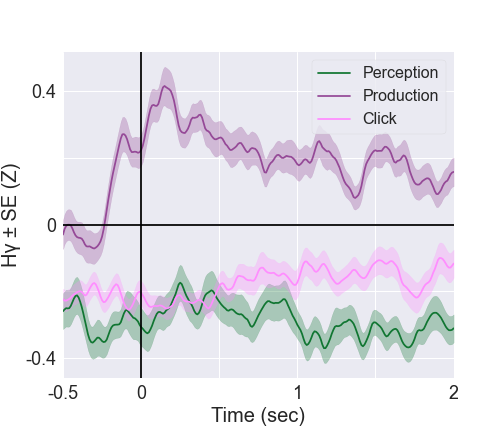 Perception
Production
Click
Hγ ± SE (Z)
0.4
0
-0.4
-0.5
0
1
2
Time (sec)